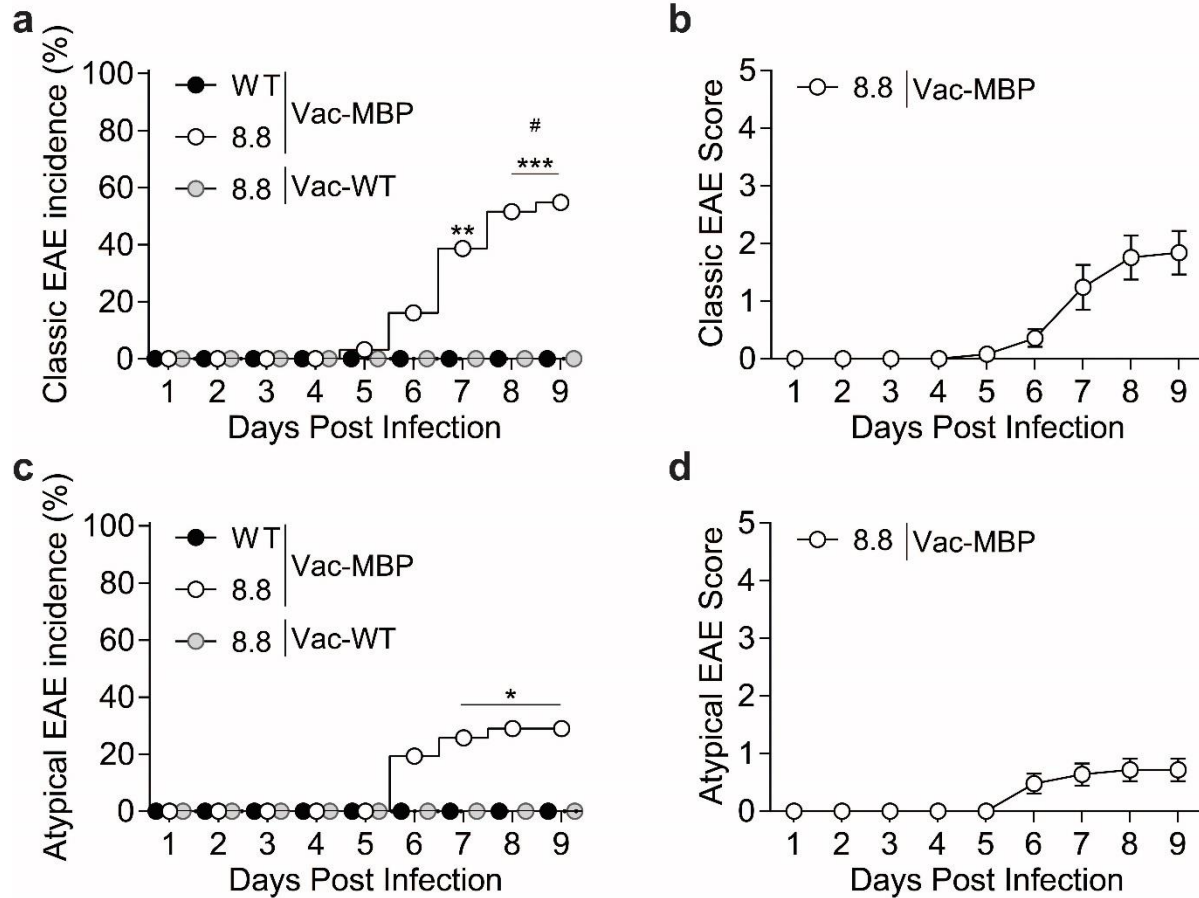 a
Classic EAE incidence (%)
100
80
60
40
20
0
WT
8.8
Vac-MBP
8.8 Vac-WT
#
***
**
1 2 3 4 5 6 7 8 9
Days Post Infection
b
Classic EAE Score
5
4
3
2
1
0
8.8 Vac-MBP
1 2 3 4 5 6 7 8 9
Days Post Infection
c
Atypical EAE incidence (%)
100
80
60
40
20
0
WT
8.8
Vac-MBP
8.8 Vac-WT
*
1 2 3 4 5 6 7 8 9
Days Post Infection
d
Atypical EAE Score
5
4
3
2
1
0
8.8 Vac-MBP
1 2 3 4 5 6 7 8 9
Days Post Infection